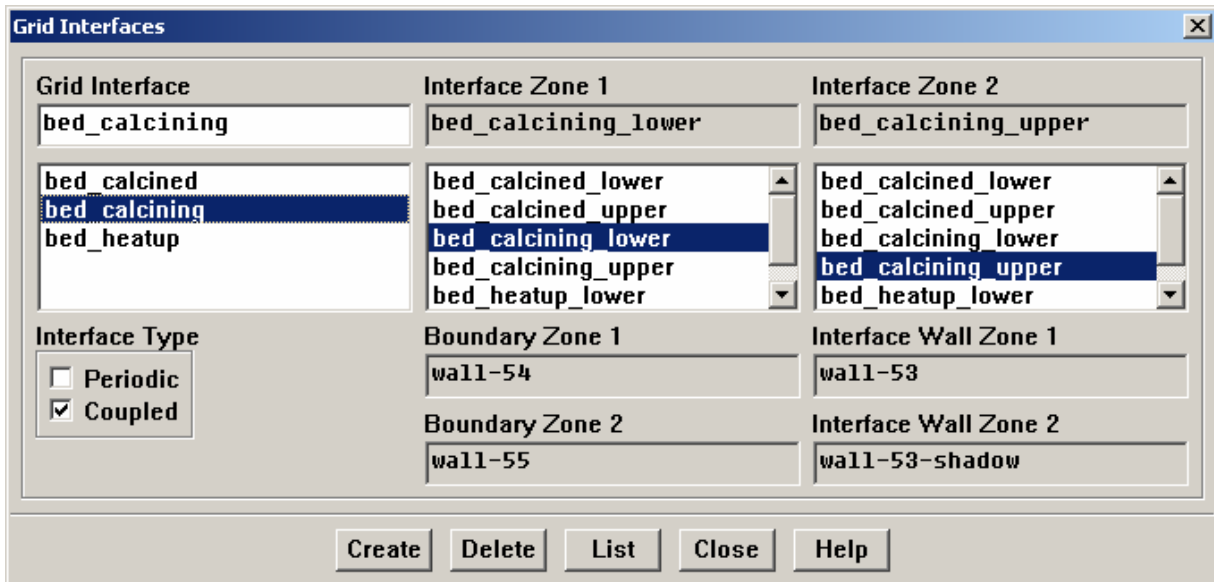 Grid Interfaces
Grid Interface
bed_calcining
bed_calcined
bed_calcining
bed_heatup
Interface Type
Periodic
Coupled
Interface Zone 1
bed_calcining_lower
bed_calcined_lower
bed_calcined_upper
bed_calcining_lower
bed_calcining_upper
bed_heatup_lower
Boundary Zone 1
wall-54
Boundary Zone 2
wall-55
Interface Zone 2
bed_calcining_upper
bed_calcined_lower
bed_calcined_upper
bed_calcining_lower
bed_calcining_upper
bed_heatup_lower
Interface Wall Zone 1
wall-53
Interface Wall Zone 2
wall-53-shadow
Create Delete List Close Help